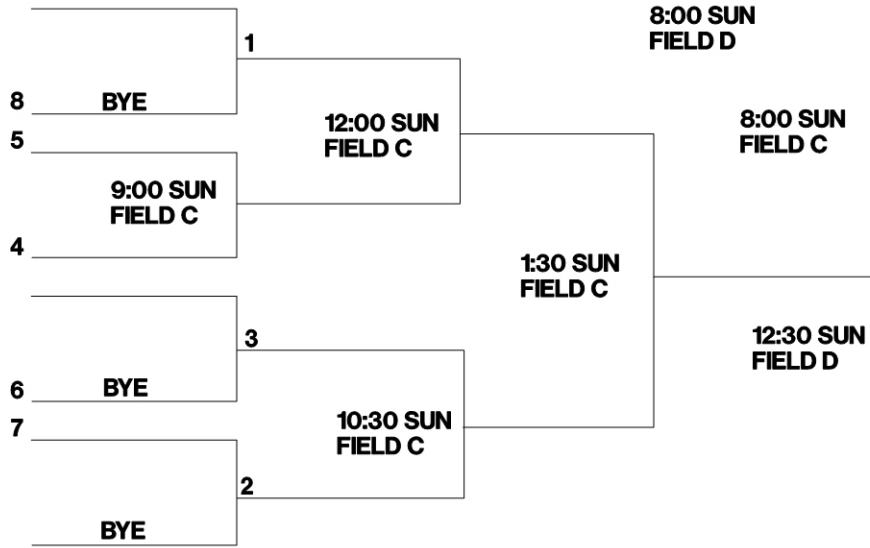 8:00 SUN
FIELD D
1
8
BYE
12:00 SUN
FIELD C
8:00 SUN
FIELD C
5
9:00 SUN
FIELD C
4
1:30 SUN
FIELD C
3
12:30 SUN
FIELD D
6
BYE
7
10:30 SUN
FIELD C
2
BYE